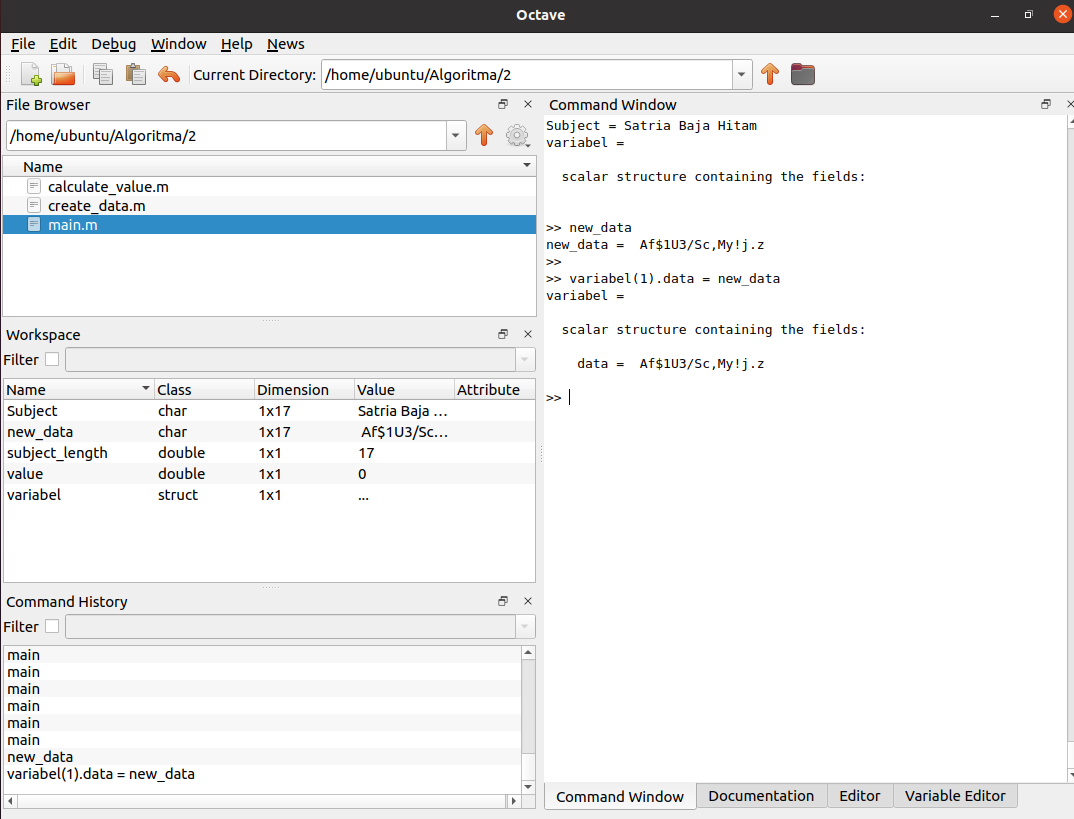 Octave
File Edit Debug Window Help News
Current Directory: /home/ubuntu/Algoritma/2
File Browser
/home/ubuntu/Algoritma/2
Name
calculate_value.m
create_data.m
main.m
Workspace
Filter
Name Class Dimension Value Attribute
Subject char 1x17 Satria Baja ...
new_data char 1x17 Af$1U3/Sc...
subject_length double 1x1 17
value double 1x1 0
variabel struct 1x1 ...
Command History
Filter
main
main
main
main
main
main
new_data
variabel(1).data = new_data
Command Window
Subject = Satria Baja Hitam
variabel =
scalar structure containing the fields:
>> new_data
new_data =  Af$1U3/Sc,My!j.z
>>
>> variabel(1).data = new_data
variabel =
scalar structure containing the fields:
data =  Af$1U3/Sc,My!j.z
>>
Command Window Documentation Editor Variable Editor